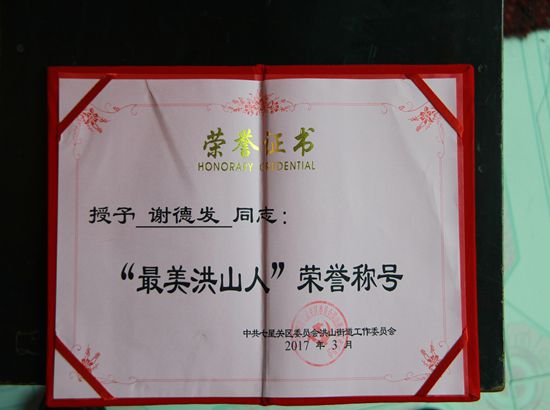 荣誉证书
HONORARY CREDENTIAL
授予 谢德发 同志：
“最美洪山人”荣誉称号
中共七星关区委员会洪山街道工作委员会
2017 年 3 月